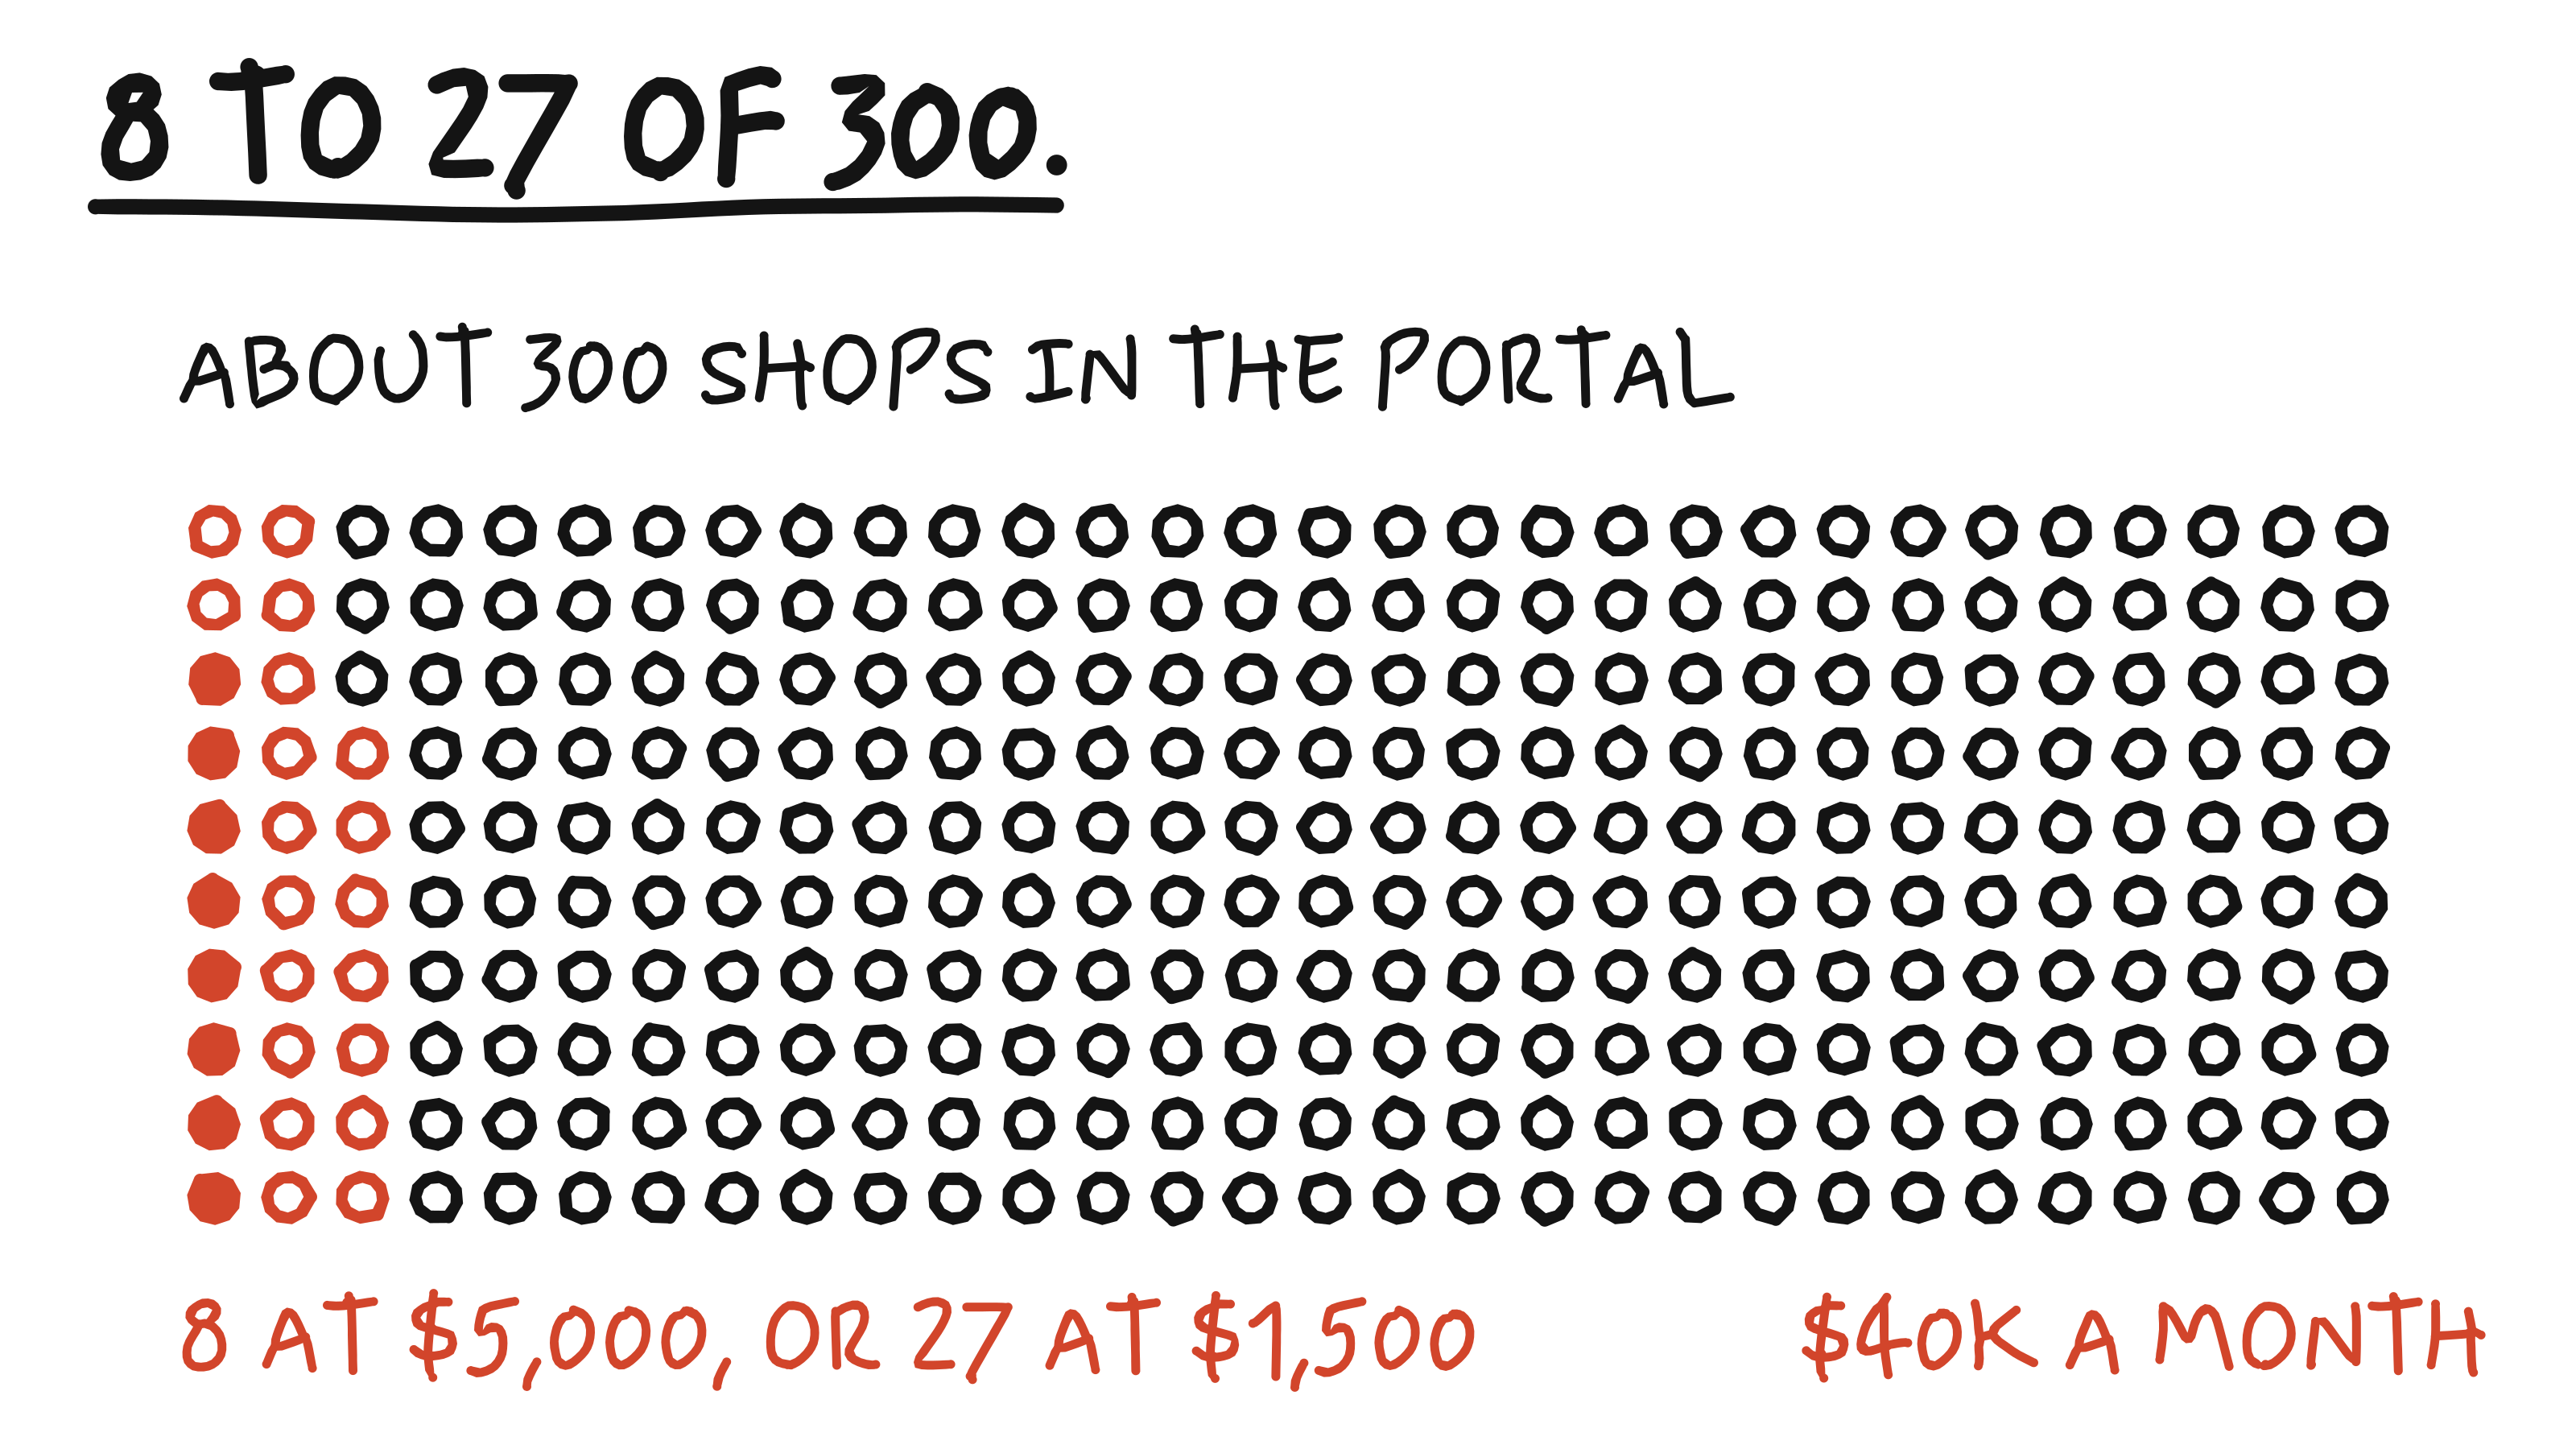 8 TO 27 OF 300.
ABOUT 300 SHOPS IN THE PORTAL
8 AT $5,000, OR 27 AT $1,500
$40K A MONTH